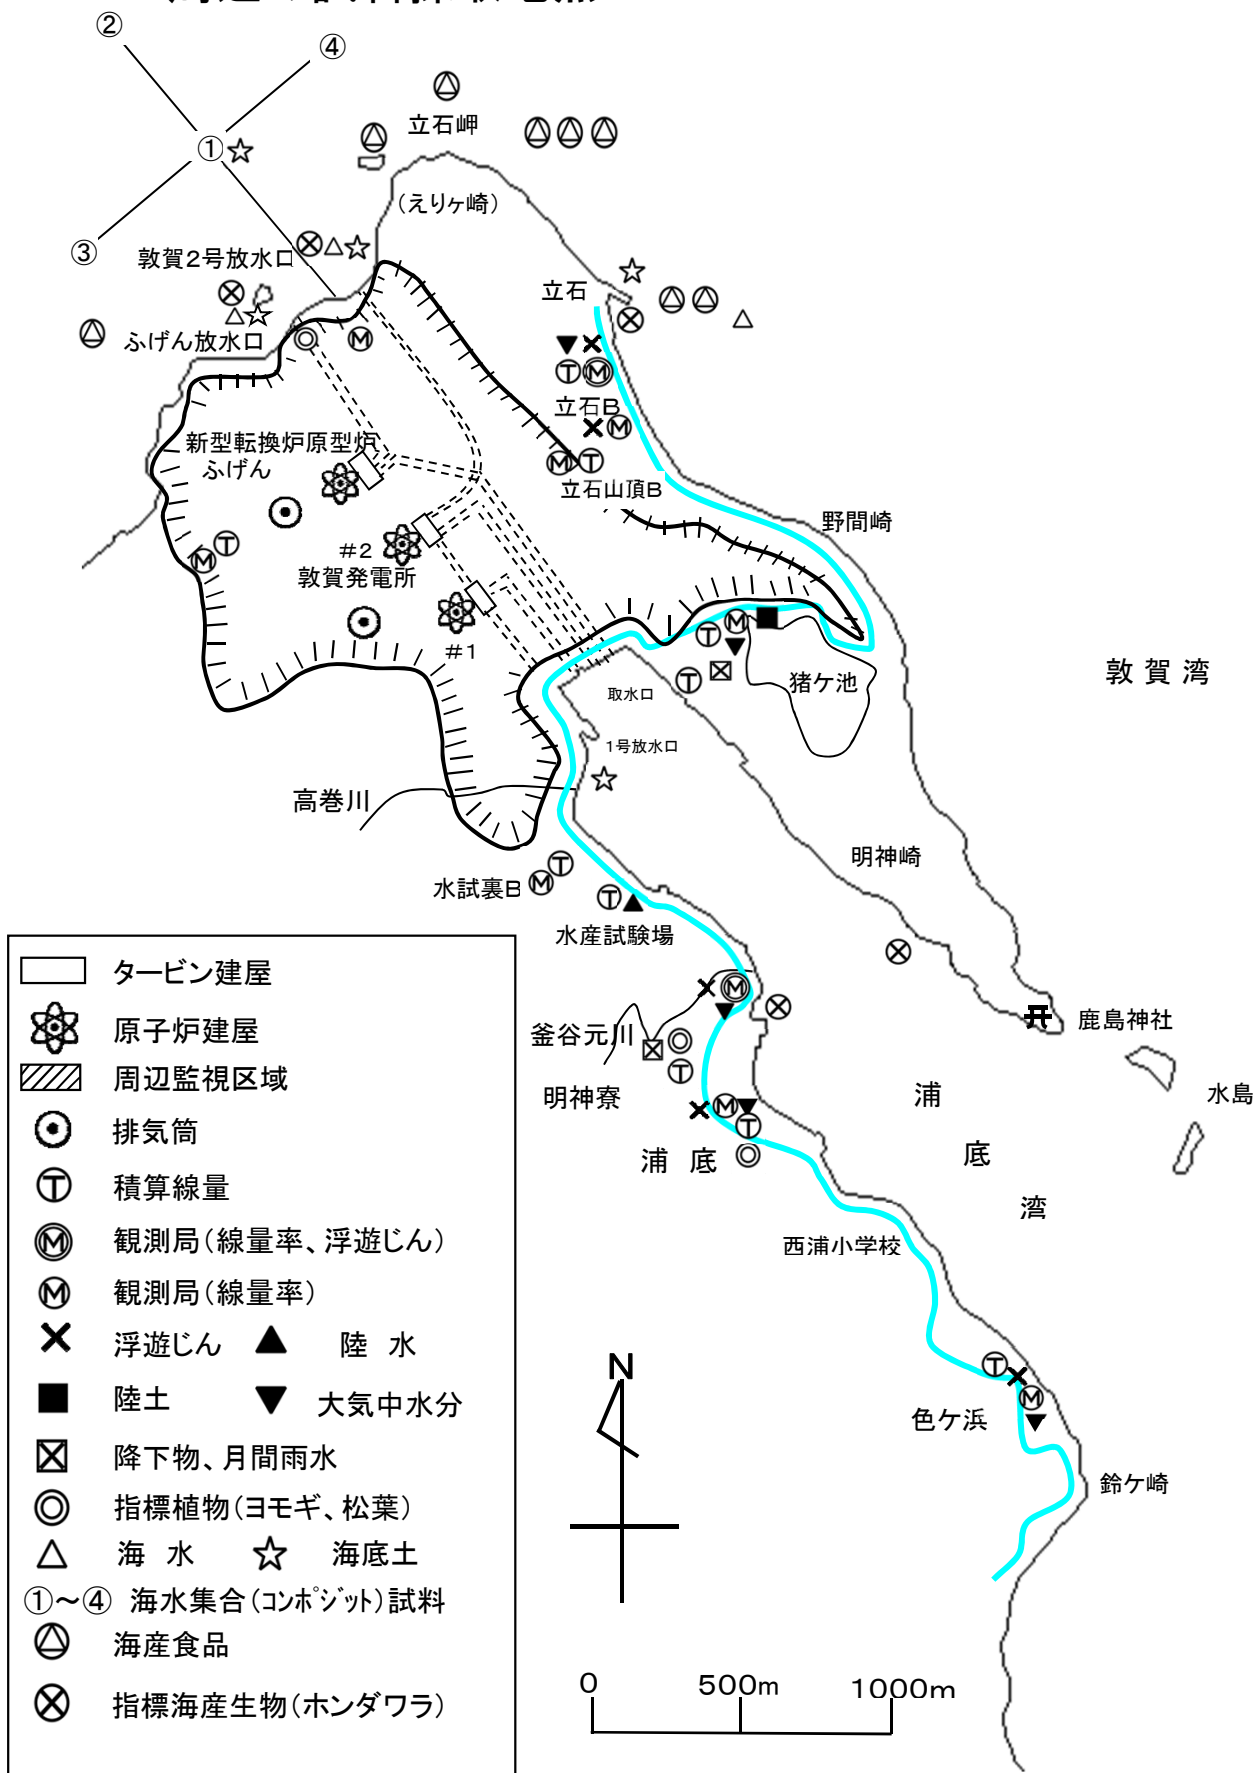 ②
④
立石岬
①
(えりヶ崎)
③
敦賀2号放水口
立石
ふげん放水口
立石B
新型転換炉原型炉
ふげん
立石山頂B
野間崎
#2
敦賀発電所
#1
敦賀湾
猪ケ池
取水口
1号放水口
高巻川
明神崎
水試裏B
水産試験場
釜谷元川
鹿島神社
明神寮
水島
浦底
浦
底
湾
西浦小学校
色ケ浜
鈴ケ崎
N
0 500m 1000m
タービン建屋
原子炉建屋
周辺監視区域
排気筒
Ⓣ 積算線量
Ⓜ 観測局(線量率、浮遊じん)
Ⓜ 観測局(線量率)
浮遊じん 陸 水
陸土 大気中水分
降下物、月間雨水
指標植物(ヨモギ、松葉)
海 水 海底土
①~④ 海水集合(コンポジット)試料
海産食品
指標海産生物(ホンダワラ)